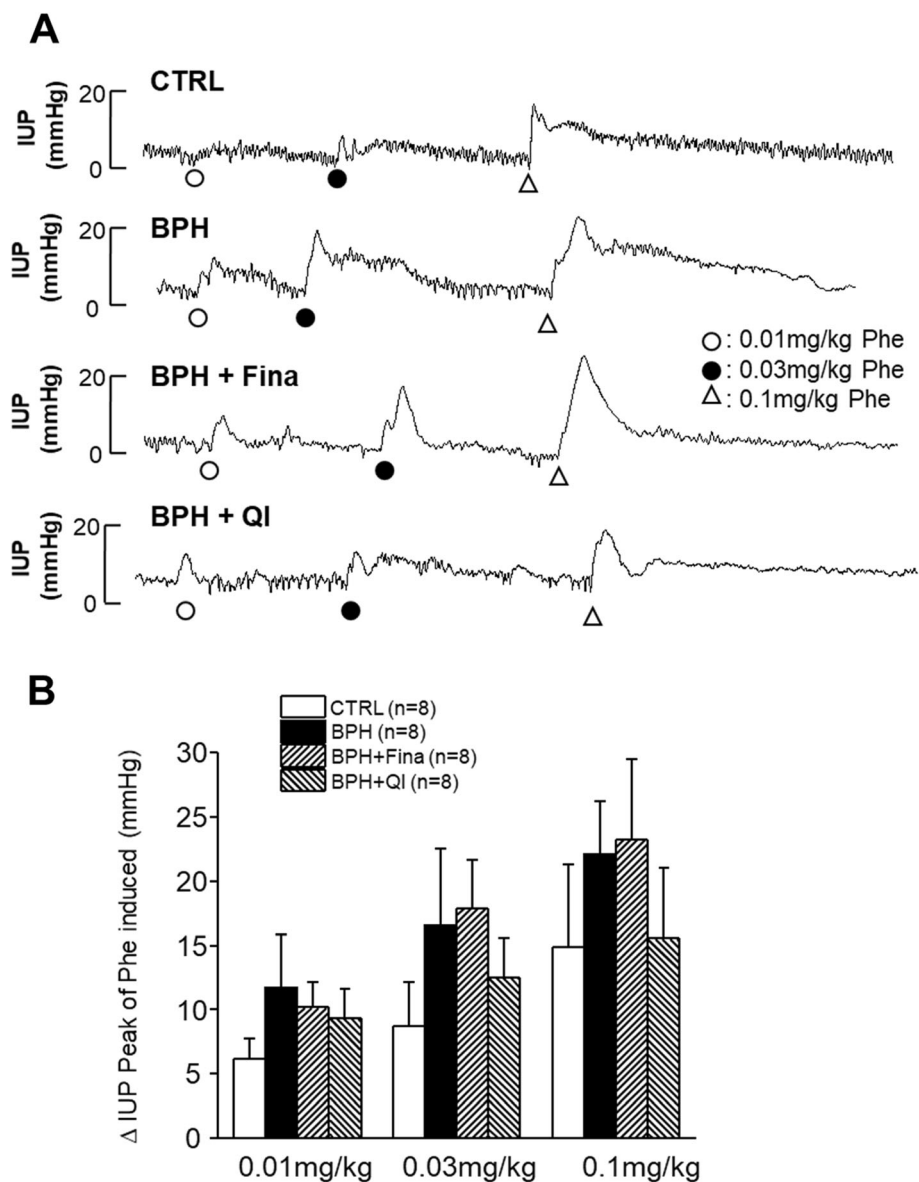 A
CTRL
IUP
(mmHg)
20
0
BPH
IUP
(mmHg)
20
0
○: 0.01mg/kg Phe
●: 0.03mg/kg Phe
△: 0.1mg/kg Phe
BPH + Fina
IUP
(mmHg)
20
0
BPH + QI
IUP
(mmHg)
20
0
B
CTRL (n=8)
BPH (n=8)
BPH+Fina (n=8)
BPH+QI (n=8)
Δ IUP Peak of Phe induced (mmHg)
30
25
20
15
10
5
0
0.01mg/kg 0.03mg/kg 0.1mg/kg